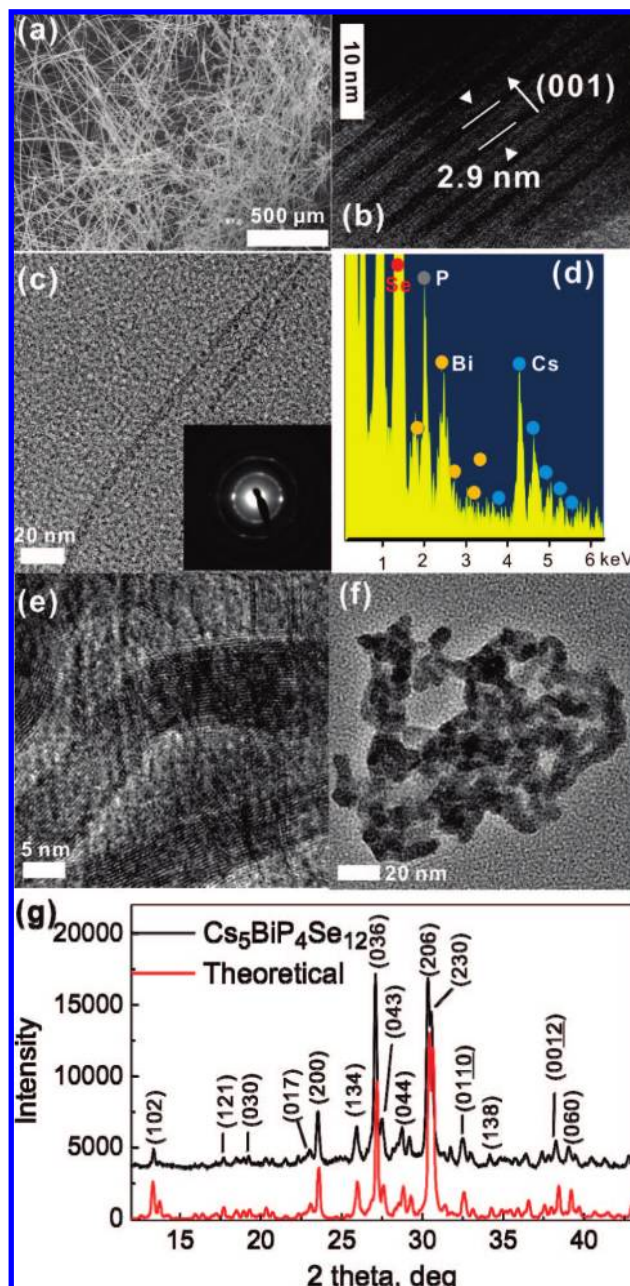 (a)
500 μm
10 nm
(001)
2.9 nm
(b)
(c)
20 nm
(d)
Se
P
Bi
Cs
1 2 3 4 5 6 keV
(e)
5 nm
(f)
20 nm
(g)
Cs₅BiP₄Se₁₂
Theoretical
Intensity
20000
15000
10000
5000
0
(102)
(121)
(030)
(017)
(200)
(134)
(036)
(043)
(044)
(206)
(230)
(0110)
(138)
(0012)
(060)
15 20 25 30 35 40
2 theta, deg